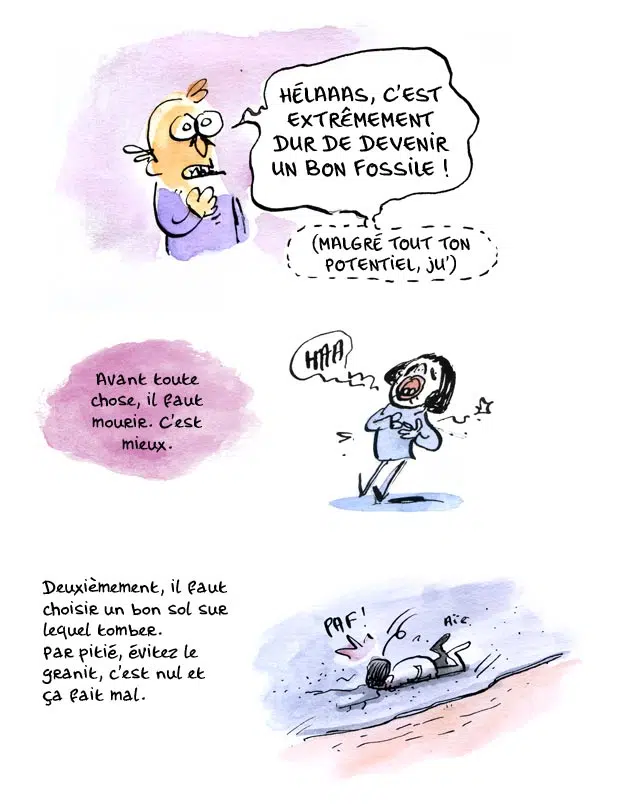 HÉLAAAS, C'EST
EXTRÊMEMENT
DUR DE DEVENIR
UN BON FOSSILE !
(MALGRÉ TOUT TON
POTENTIEL, JU')
HAA
Avant toute
chose, il faut
mourir. C'est
mieux.
Deuxièmement, il faut
choisir un bon sol sur
lequel tomber.
Par pitié, évitez le
granit, c'est nul et
ça fait mal.
PAF!
Aïe